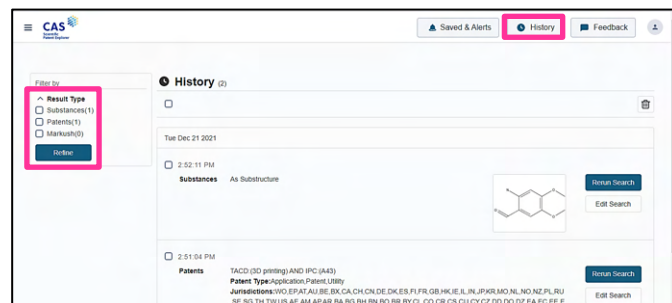 CAS
Scientific
Patent Explorer
Saved & Alerts
History
Feedback
Filter by
Result Type
Substances(1)
Patents(1)
Markush(0)
Refine
History (2)
Tue Dec 21 2021
2:52:11 PM
Substances As Substructure
Rerun Search
Edit Search
2:51:04 PM
Patents TACD:(3D printing) AND IPC:(A43)
Patent Type:Application,Patent,Utility
Jurisdictions:WO,EP,AT,AU,BE,BX,CA,CH,CN,DE,DK,ES,FI,FR,GB,HK,IE,IL,IN,JP,KR,MO,NL,NO,NZ,PL,RU
Rerun Search
Edit Search